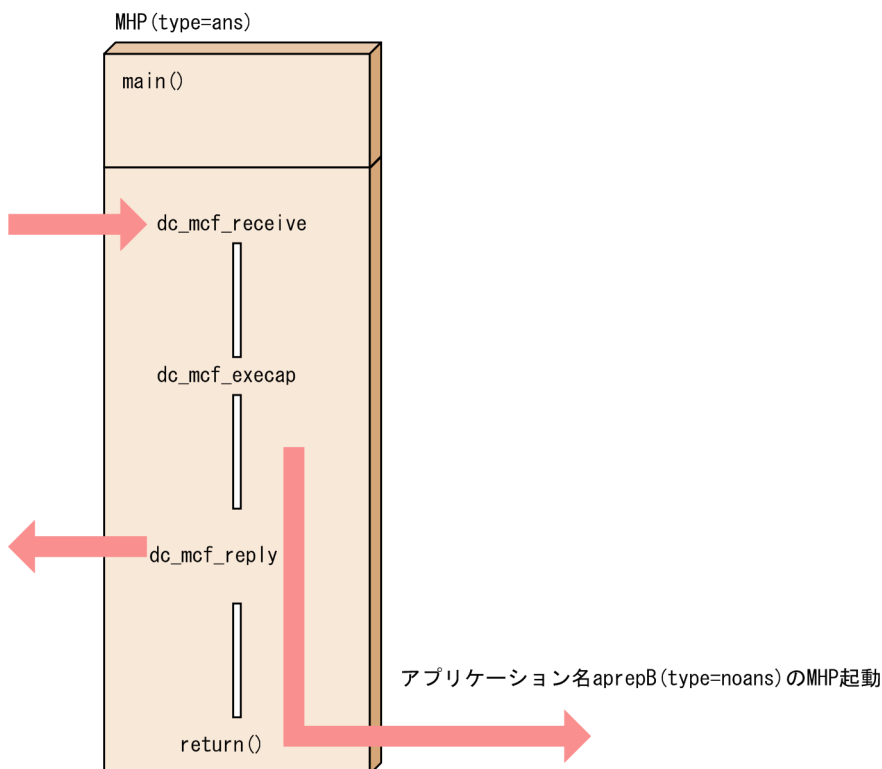 MHP(type=ans)
main()
dc_mcf_receive
dc_mcf_execap
dc_mcf_reply
アプリケーション名aprepB(type=noans)のMHP起動
return()